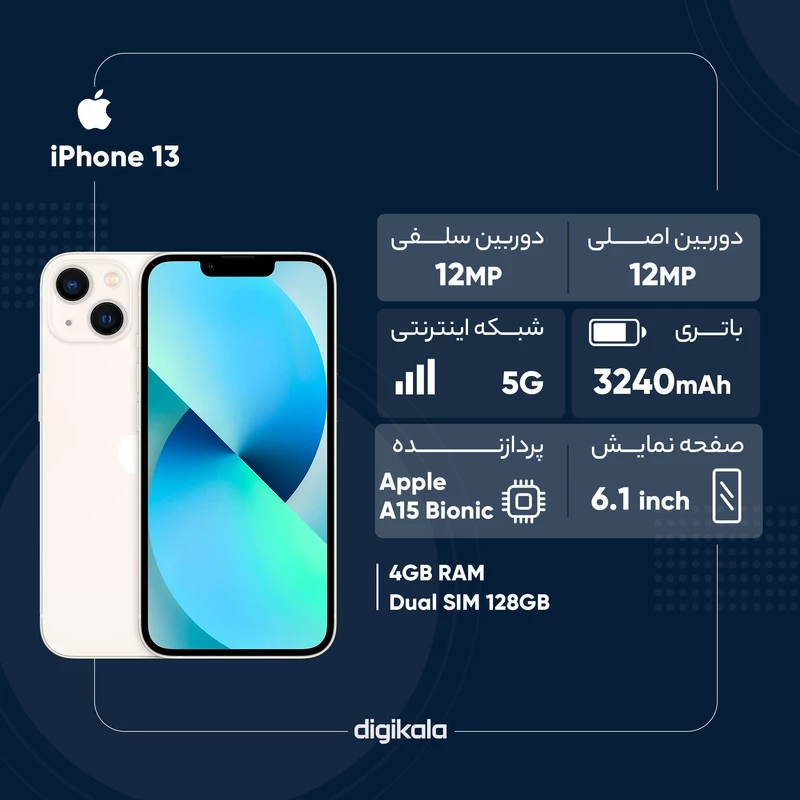 iPhone 13
دوربین اصلی
12MP
دوربین سلفی
12MP
باتری
3240mAh
شبکه اینترنتی
5G
صفحه نمایش
6.1 inch
پردازنده
Apple
A15 Bionic
4GB RAM
Dual SIM 128GB
digikala